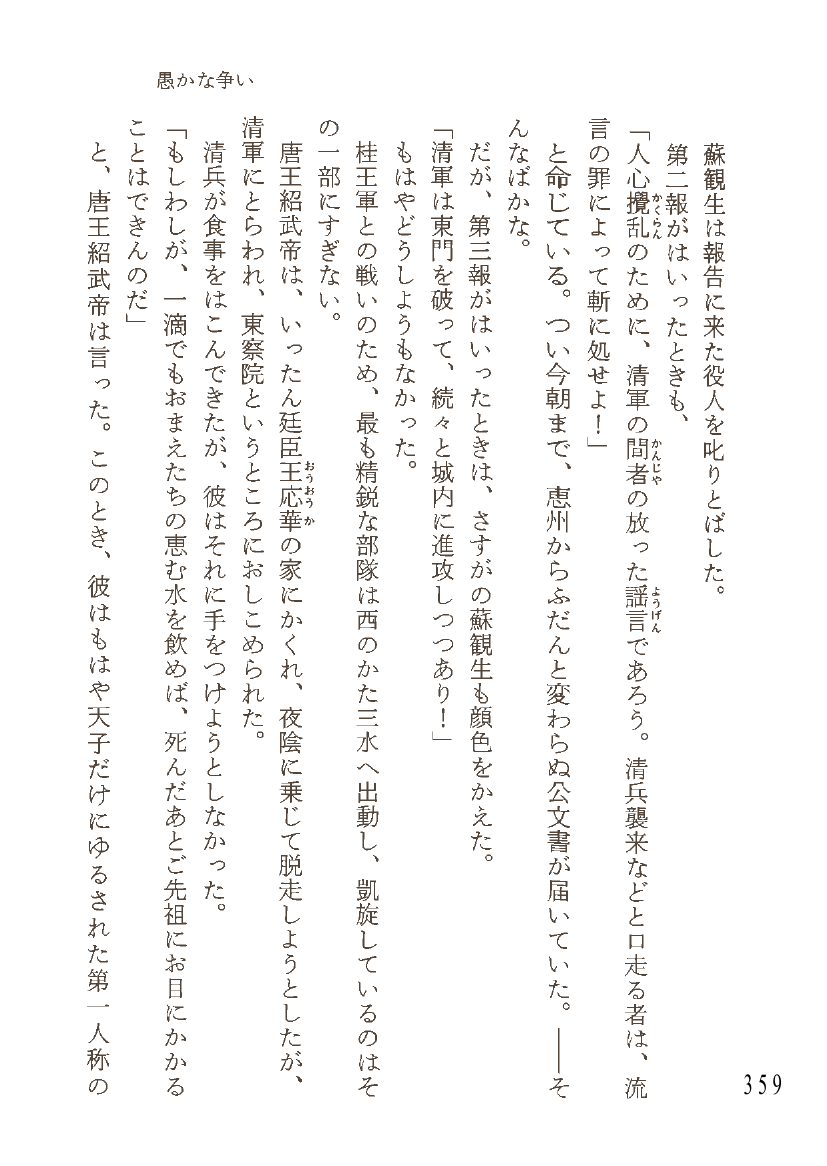 愚かな争い
蘇観生は報告に来た役人を叱りとばした。
第二報がはいったときも、
「人心攪乱のために、清軍の間者の放った謡言であろう。清兵襲来などと口走る者は、流
かくらん
かんじや
ようげん
言の罪によって斬に処せよ！」
と命じている。つい今朝まで、恵州からふだんと変わらぬ公文書が届いていた。――そ
んなばかな。
だが、第三報がはいったときは、さすがの蘇観生も顔色をかえた。
「清軍は東門を破って、続々と城内に進攻しつつあり！」
もはやどうしようもなかった。
桂王軍との戦いのため、最も精鋭な部隊は西のかた三水へ出動し、凱旋しているのはそ
の一部にすぎない。
唐王紹武帝は、いったん廷臣王応華の家にかくれ、夜陰に乗じて脱走しようとしたが、
おうおうか
清軍にとらわれ、東察院というところにおしこめられた。
清兵が食事をはこんできたが、彼はそれに手をつけようとしなかった。
「もしわしが、一滴でもおまえたちの恵む水を飲めば、死んだあとご先祖にお目にかかる
ことはできんのだ」
と、唐王紹武帝は言った。このとき、彼はもはや天子だけにゆるされた第一人称の
359